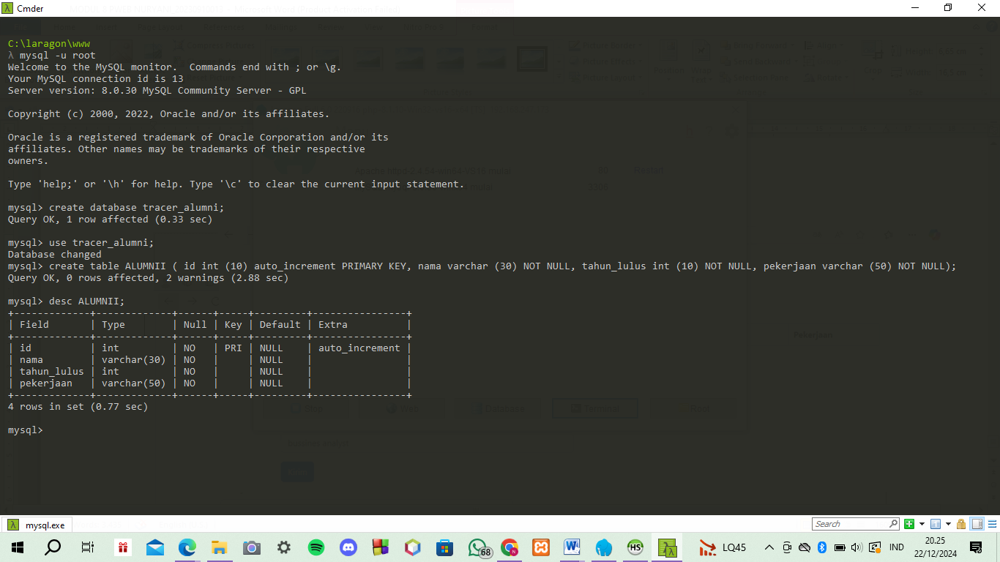 Cmder
C:\laragon\www
λ mysql -u root
Welcome to the MySQL monitor.  Commands end with ; or \g.
Your MySQL connection id is 13
Server version: 8.0.30 MySQL Community Server - GPL
Copyright (c) 2000, 2022, Oracle and/or its affiliates.
Oracle is a registered trademark of Oracle Corporation and/or its
affiliates. Other names may be trademarks of their respective
owners.
Type 'help;' or '\h' for help. Type '\c' to clear the current input statement.
mysql> create database tracer_alumni;
Query OK, 1 row affected (0.33 sec)
mysql> use tracer_alumni;
Database changed
mysql> create table ALUMNII ( id int (10) auto_increment PRIMARY KEY, nama varchar (30) NOT NULL, tahun_lulus int (10) NOT NULL, pekerjaan varchar (50) NOT NULL);
Query OK, 0 rows affected, 2 warnings (2.88 sec)
mysql> desc ALUMNII;
+-------------+-------------+------+-----+---------+----------------+
| Field       | Type        | Null | Key | Default | Extra          |
+-------------+-------------+------+-----+---------+----------------+
| id          | int         | NO   | PRI | NULL    | auto_increment |
| nama        | varchar(30) | NO   |     | NULL    |                |
| tahun_lulus | int         | NO   |     | NULL    |                |
| pekerjaan   | varchar(50) | NO   |     | NULL    |                |
+-------------+-------------+------+-----+---------+----------------+
4 rows in set (0.77 sec)
mysql>
mysql.exe
Search
68
HS
LQ45
IND
20.25
22/12/2024